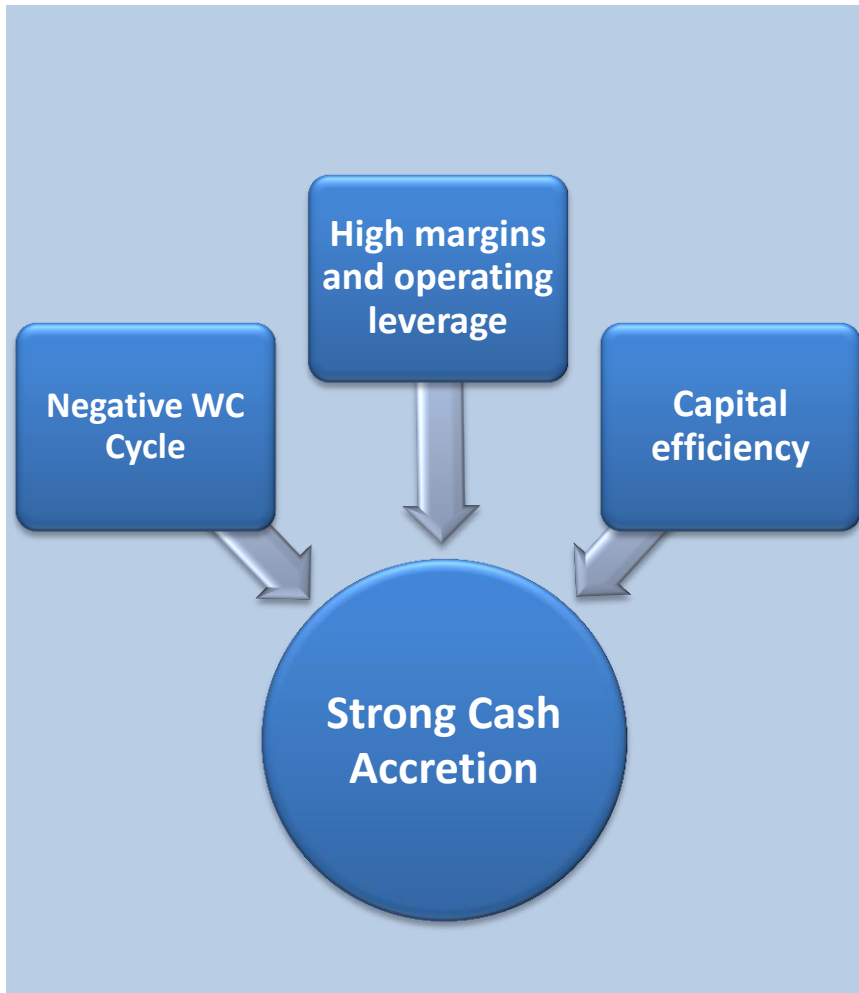 High margins
and operating
leverage
Negative WC
Cycle
Capital
efficiency
Strong Cash
Accretion